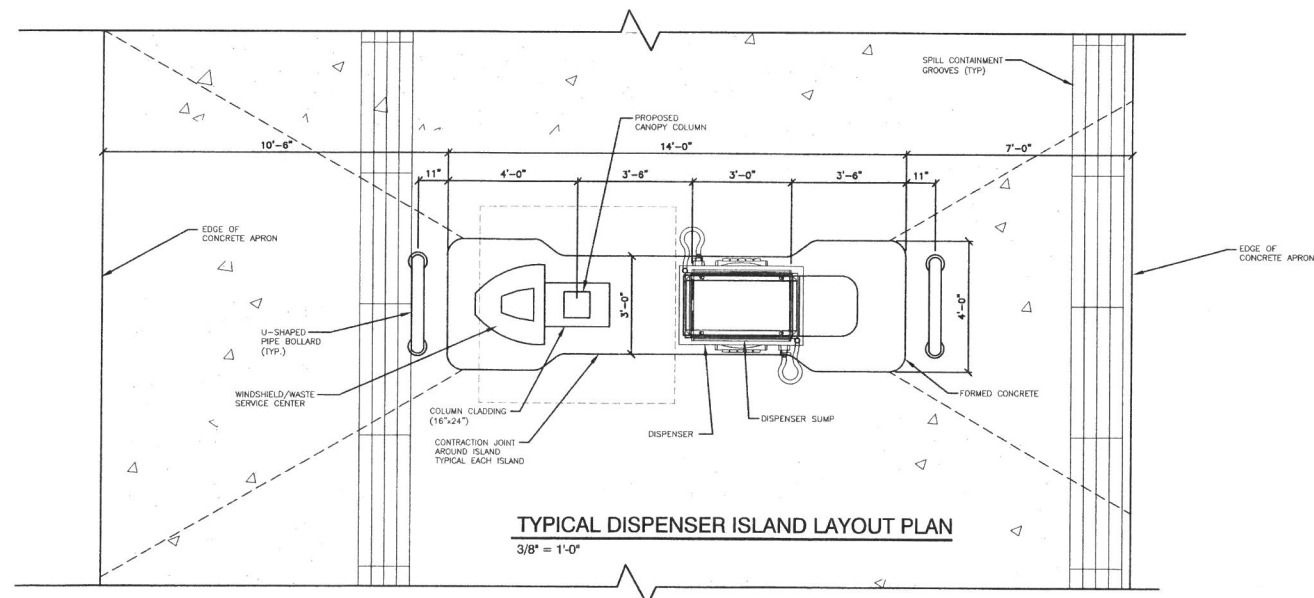 SPILL CONTAINMENT
GROOVES (TYP)
PROPOSED
CANOPY COLUMN
10'-6"
14'-0"
7'-0"
11"
4'-0"
3'-6"
3'-0"
3'-6"
11"
EDGE OF
CONCRETE APRON
EDGE OF
CONCRETE APRON
3'-0"
4'-0"
U-SHAPED
PIPE BOLLARD
(TYP.)
WINDSHIELD/WASTE
SERVICE CENTER
COLUMN CLADDING
(16"x24")
CONTRACTION JOINT
AROUND ISLAND
TYPICAL EACH ISLAND
DISPENSER
DISPENSER SUMP
FORMED CONCRETE
TYPICAL DISPENSER ISLAND LAYOUT PLAN
3/8" = 1'-0"